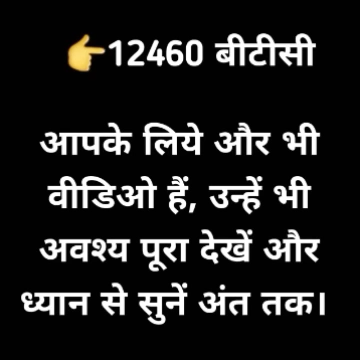 👉12460 बीटीसी
आपके लिये और भी
वीडिओ हैं, उन्हें भी
अवश्य पूरा देखें और
ध्यान से सुनें अंत तक।